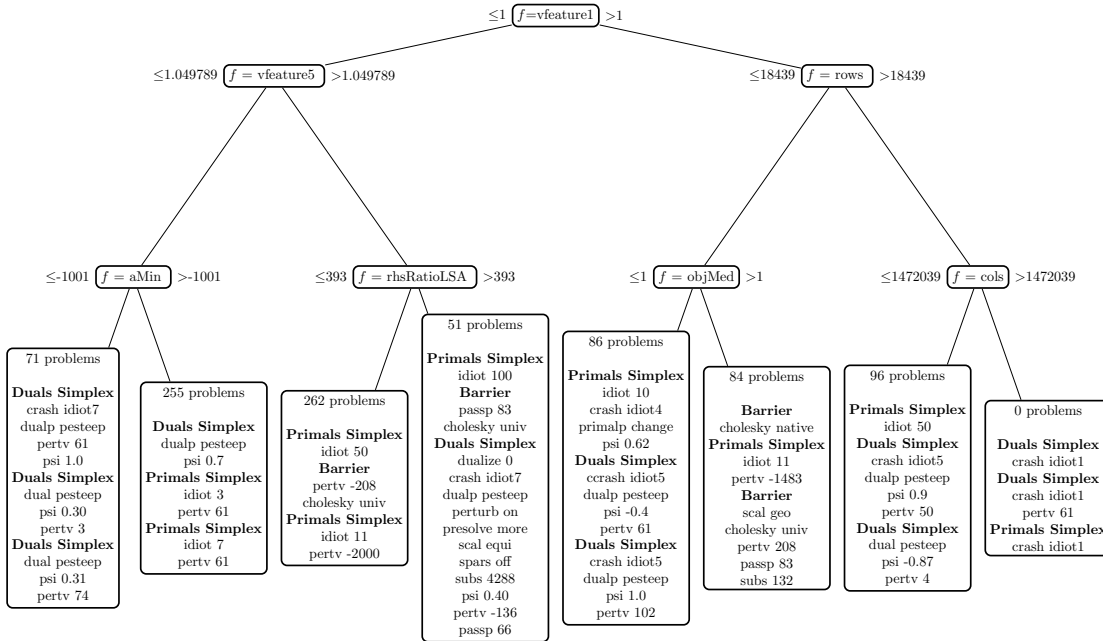 ≤1 f=vfeature1 >1
≤1.049789 f = vfeature5 >1.049789
≤18439 f = rows >18439
≤-1001 f = aMin >-1001
≤393 f = rhsRatioLSA >393
≤1 f = objMed >1
≤1472039 f = cols >1472039
71 problems
Duals Simplex
crash idiot7
dualp pesteep
pertv 61
psi 1.0
Duals Simplex
dual pesteep
psi 0.30
pertv 3
Duals Simplex
dual pesteep
psi 0.31
pertv 74
255 problems
Duals Simplex
dualp pesteep
psi 0.7
Primals Simplex
idiot 3
pertv 61
Primals Simplex
idiot 7
pertv 61
262 problems
Primals Simplex
idiot 50
Barrier
pertv -208
cholesky univ
Primals Simplex
idiot 11
pertv -2000
51 problems
Primals Simplex
idiot 100
Barrier
passp 83
cholesky univ
Duals Simplex
dualize 0
crash idiot7
dualp pesteep
perturb on
presolve more
scal equi
spars off
subs 4288
psi 0.40
pertv -136
passp 66
86 problems
Primals Simplex
idiot 10
crash idiot4
primalp change
psi 0.62
Duals Simplex
ccrash idiot5
dualp pesteep
psi -0.4
pertv 61
Duals Simplex
crash idiot5
dualp pesteep
psi 1.0
pertv 102
84 problems
Barrier
cholesky native
Primals Simplex
idiot 11
pertv -1483
Barrier
scal geo
cholesky univ
pertv 208
passp 83
subs 132
96 problems
Primals Simplex
idiot 50
Duals Simplex
crash idiot5
dualp pesteep
psi 0.9
pertv 50
Duals Simplex
dual pesteep
psi -0.87
pertv 4
0 problems
Duals Simplex
crash idiot1
Duals Simplex
crash idiot1
pertv 61
Primals Simplex
crash idiot1